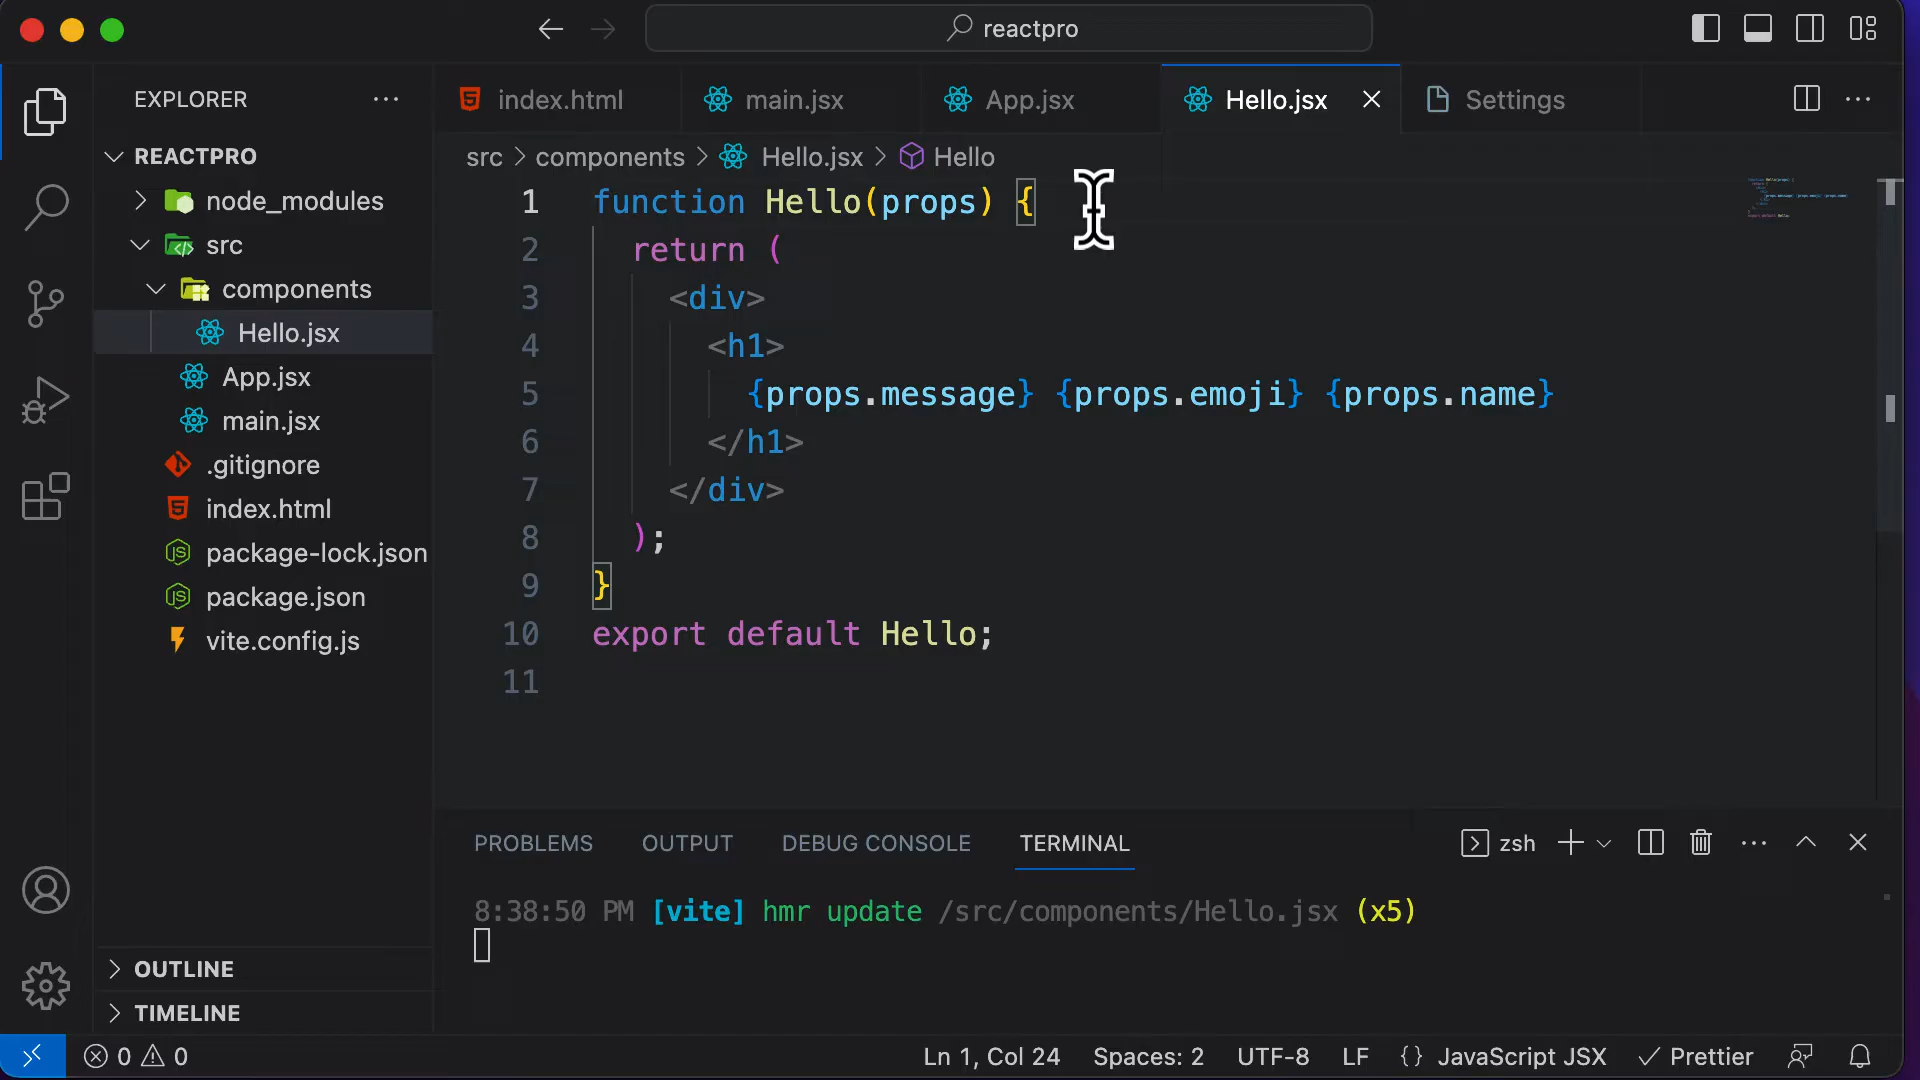 reactpro
EXPLORER
REACTPRO
node_modules
src
components
Hello.jsx
App.jsx
main.jsx
.gitignore
index.html
package-lock.json
package.json
vite.config.js
OUTLINE
TIMELINE
index.html main.jsx App.jsx Hello.jsx Settings
src > components > Hello.jsx > Hello
1 function Hello(props) {
2 return (
3 <div>
4 <h1>
5 {props.message} {props.emoji} {props.name}
6 </h1>
7 </div>
8 );
9 }
10 export default Hello;
11
PROBLEMS OUTPUT DEBUG CONSOLE TERMINAL zsh
8:38:50 PM [vite] hmr update /src/components/Hello.jsx (x5)
0 0 Ln 1, Col 24 Spaces: 2 UTF-8 LF {} JavaScript JSX Prettier